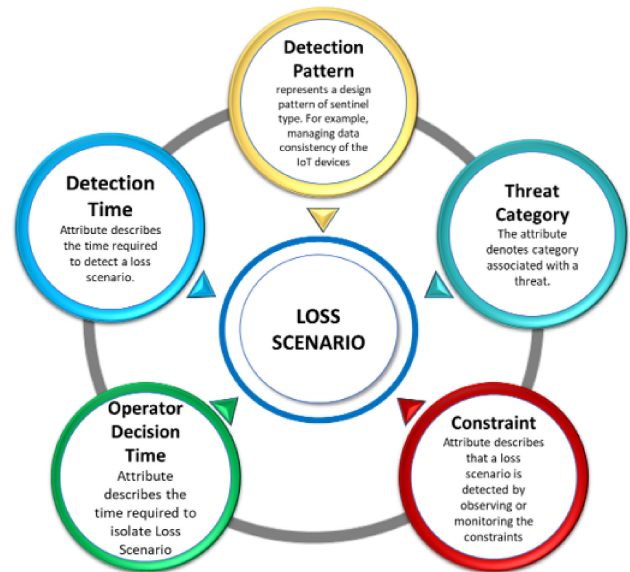 Detection
Pattern
represents a design
pattern of sentinel
type. For example,
managing data
consistency of the
IoT devices
Detection
Time
Attribute describes
the time required
to detect a loss
scenario.
Threat
Category
The attribute
denotes category
associated with a
threat.
LOSS
SCENARIO
Operator
Decision
Time
Attribute
describes the
time required to
isolate Loss
Scenario
Constraint
Attribute describes
that a loss
scenario is
detected by
observing or
monitoring the
constraints